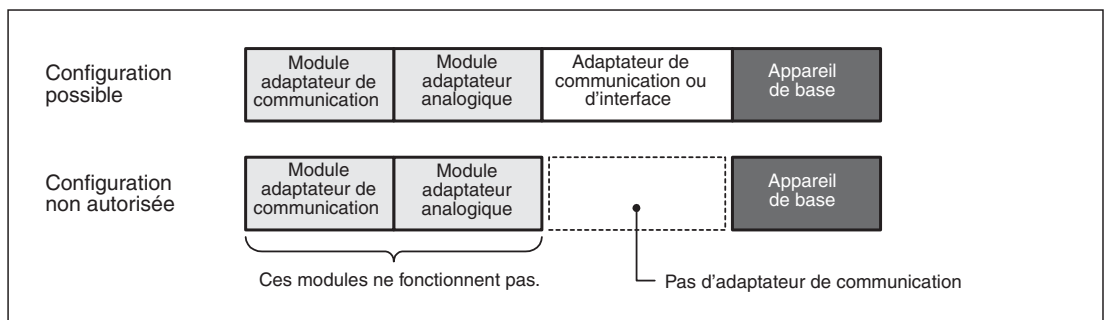 Configuration
possible
Module
adaptateur de
communication
Module
adaptateur
analogique
Adaptateur de
communication ou
d'interface
Appareil
de base
Configuration
non autorisée
Module
adaptateur de
communication
Module
adaptateur
analogique
Appareil
de base
Ces modules ne fonctionnent pas.
Pas d'adaptateur de communication